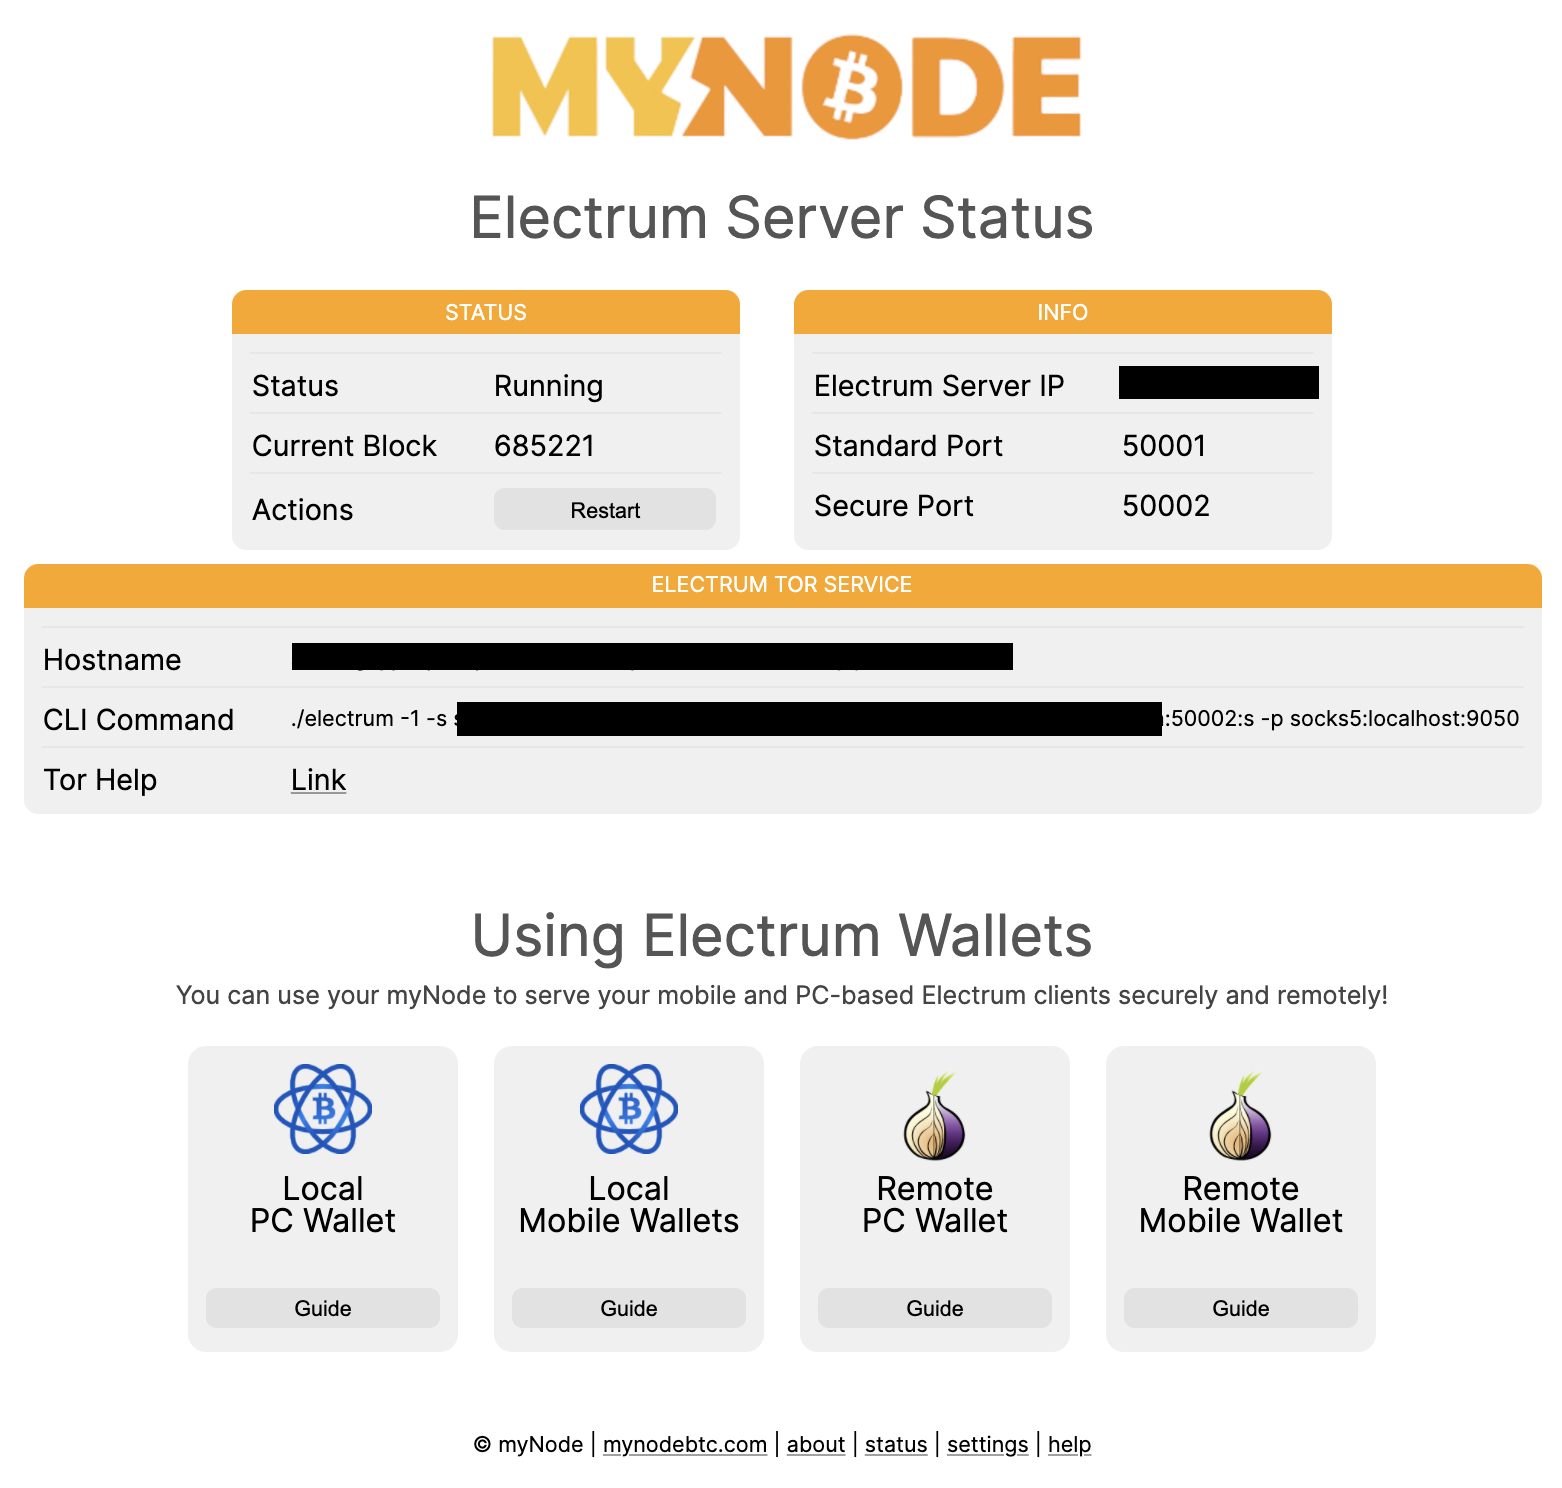 MYNODE
Electrum Server Status
STATUS
Status Running
Current Block 685221
Actions Restart
INFO
Electrum Server IP
Standard Port 50001
Secure Port 50002
ELECTRUM TOR SERVICE
Hostname
CLI Command ./electrum -1 -s :50002:s -p socks5:localhost:9050
Tor Help Link
Using Electrum Wallets
You can use your myNode to serve your mobile and PC-based Electrum clients securely and remotely!
Local
PC Wallet
Guide
Local
Mobile Wallets
Guide
Remote
PC Wallet
Guide
Remote
Mobile Wallet
Guide
© myNode | mynodebtc.com | about | status | settings | help